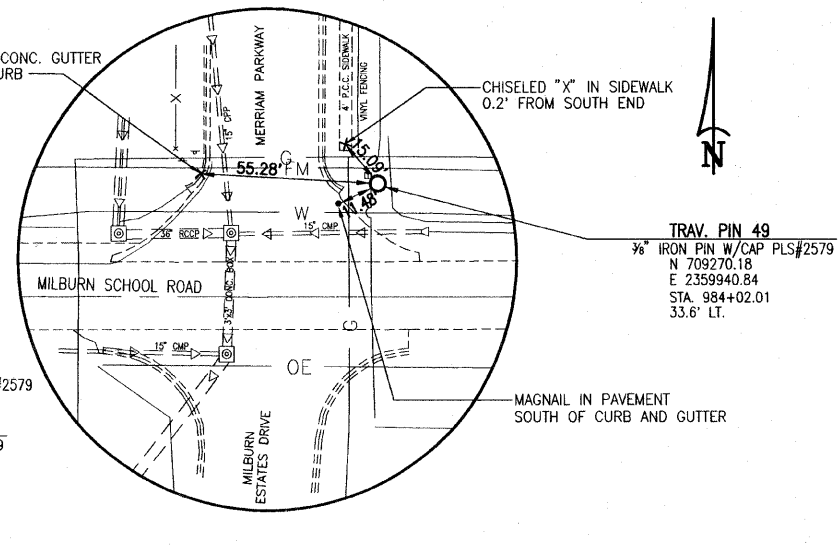 CONC. GUTTER
URB
MERRIAM PARKWAY
4' P.C.C. SIDEWALK
VINYL FENCING
CHISELED "X" IN SIDEWALK
0.2' FROM SOUTH END
X
15" CPP
N
G
15.09'
55.28'
FM
11.48'
W
TRAV. PIN 49
⅜" IRON PIN W/CAP PLS#2579
N 709270.18
E 2359940.84
STA. 984+02.01
33.6' LT.
36" RCCP
15" CMP
MILBURN SCHOOL ROAD
3'x3' CONC. BOX
G
15" CMP
OE
#2579
9
MAGNAIL IN PAVEMENT
SOUTH OF CURB AND GUTTER
MILBURN
ESTATES DRIVE